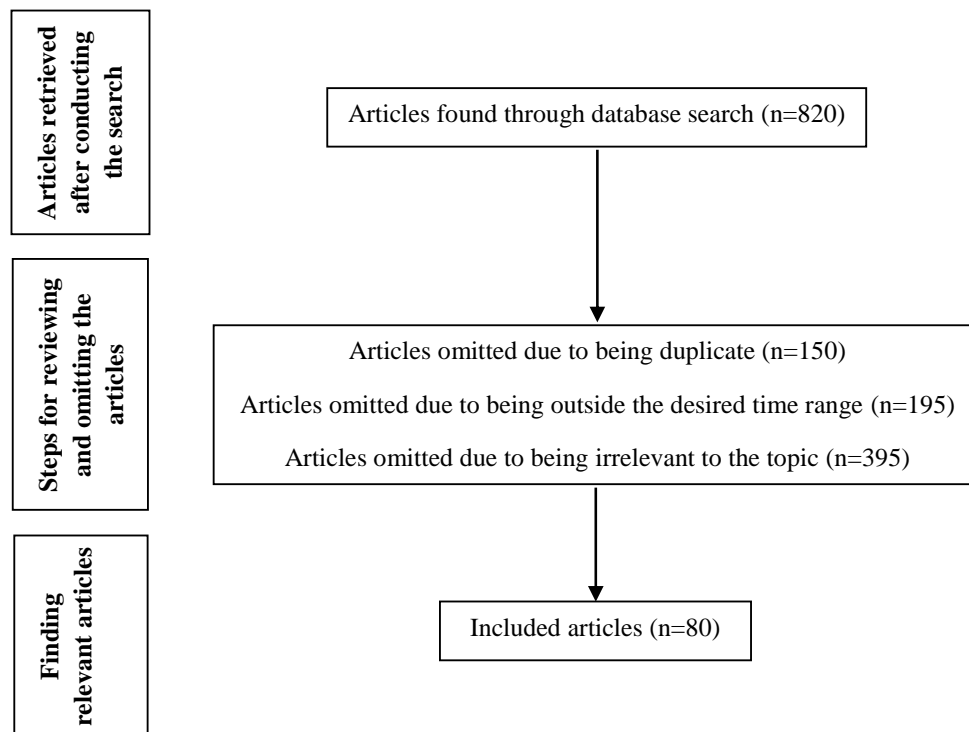 Articles retrieved
after conducting
the search
Articles found through database search (n=820)
Steps for reviewing
and omitting the
articles
Articles omitted due to being duplicate (n=150)
Articles omitted due to being outside the desired time range (n=195)
Articles omitted due to being irrelevant to the topic (n=395)
Finding
relevant articles
Included articles (n=80)